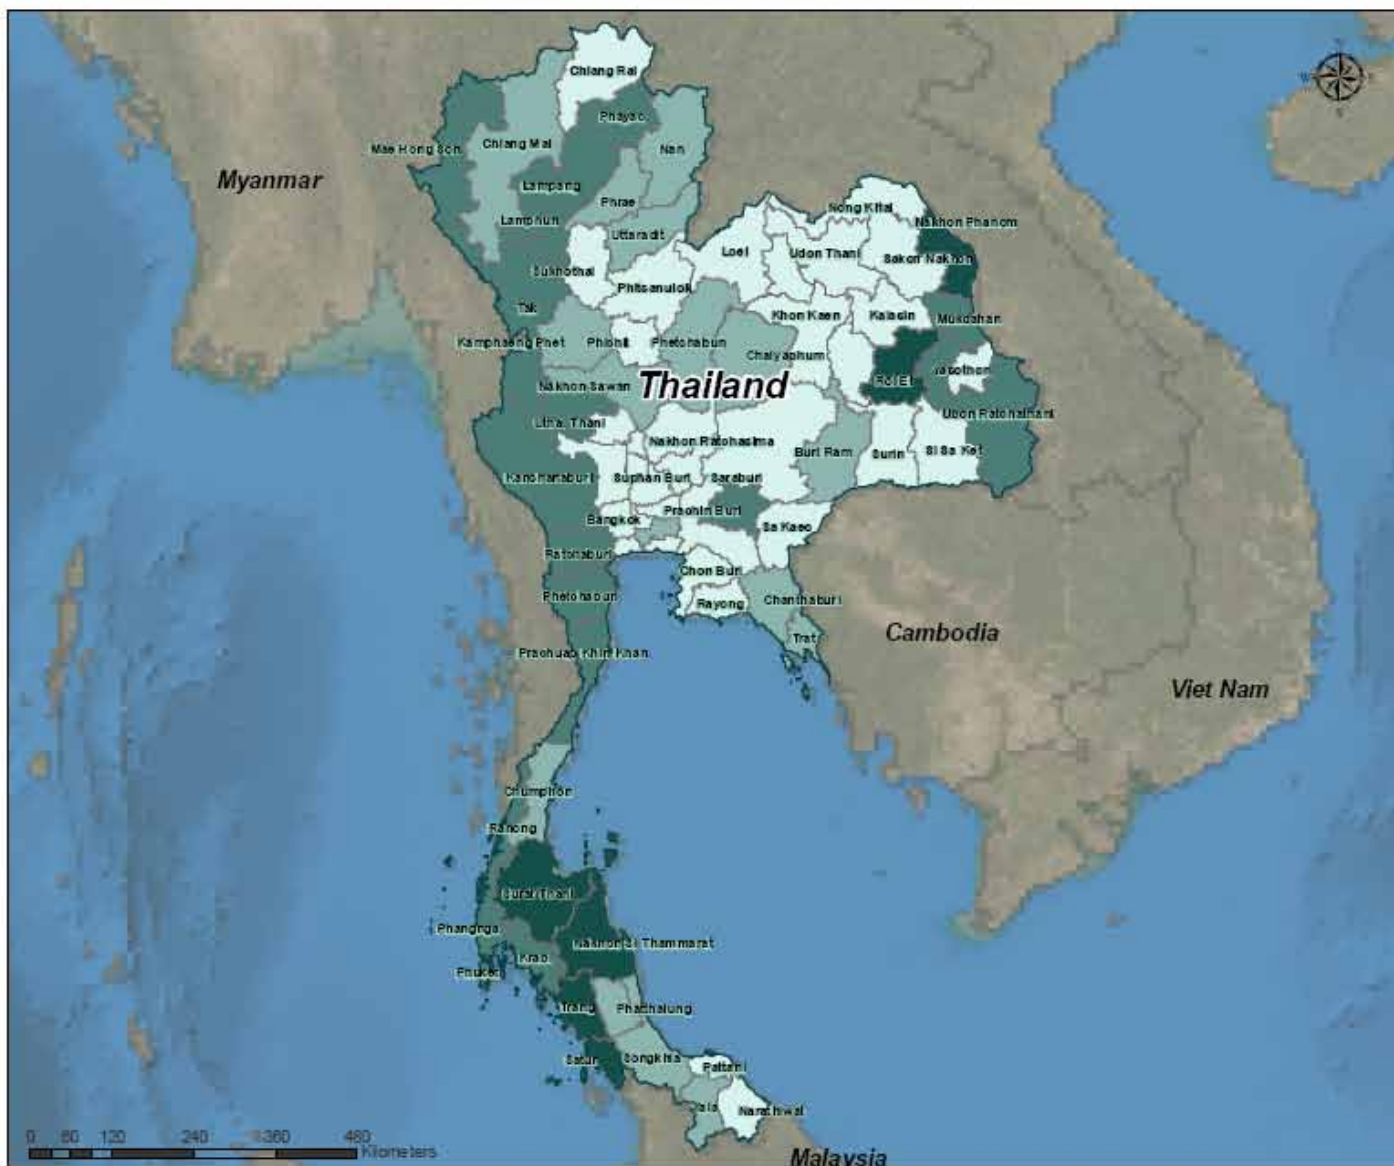 Chiang Rai
Phayao
Mae Hong Son
Chiang Mai
Nan
Myanmar
Lampang
Phrae
Nong Khai
Lamphun
Nakhon Phanom
Uttaradit
Loei
Udon Thani
Sakon Nakhon
Sukhothai
Phitsanulok
Tak
Khon Kaen
Kalasin
Mukdahan
Kamphaeng Phet
Phichit
Phetchabun
Chaiyaphum
Yasothon
Nakhon Sawan
Thailand
Roi Et
Ubon Ratchathani
Uthai Thani
Nakhon Ratchasima
Buri Ram
Surin
Si Sa Ket
Kanchanaburi
Suphan Buri
Saraburi
Prachin Buri
Bangkok
Sa Kaeo
Ratchaburi
Chon Buri
Phetchaburi
Rayong
Chanthaburi
Trat
Cambodia
Prachuap Khiri Khan
Viet Nam
Chumphon
Ranong
Surat Thani
Phangnga
Nakhon Si Thammarat
Krabi
Phuket
Trang
Phatthalung
Satun
Songkhla
Pattani
Yala
Narathiwat
0 60 120 240 360 480
Kilometers
Malaysia